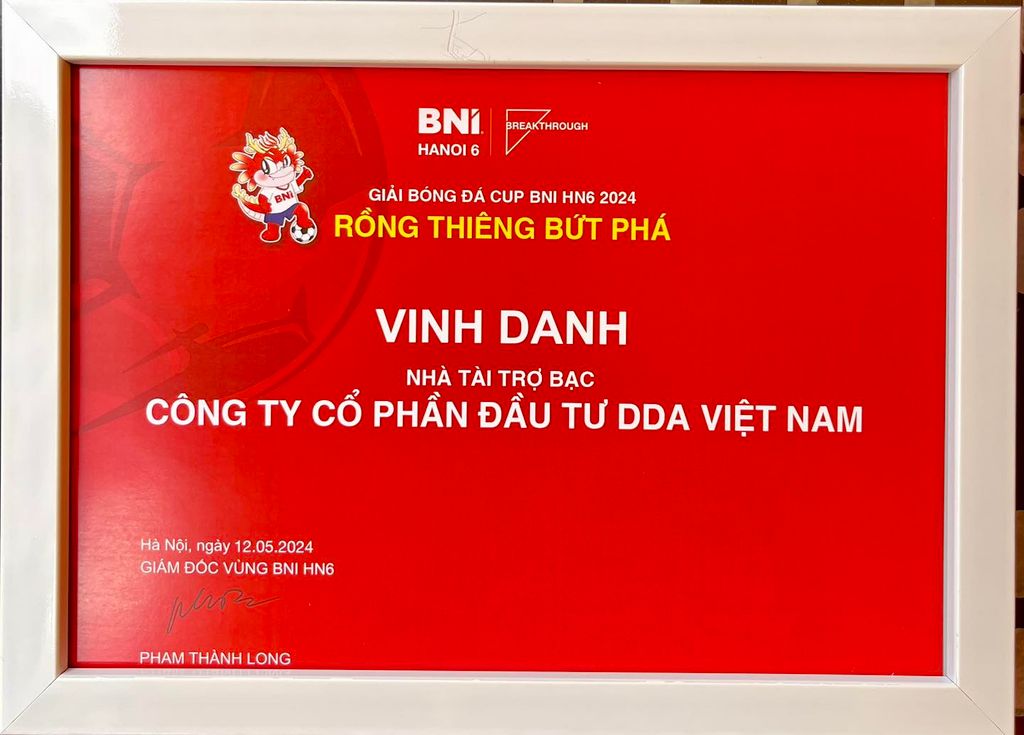 BNI
HANOI 6
BREAKTHROUGH
BNI
GIẢI BÓNG ĐÁ CUP BNI HN6 2024
RỒNG THIÊNG BỨT PHÁ
VINH DANH
NHÀ TÀI TRỢ BẠC
CÔNG TY CỔ PHẦN ĐẦU TƯ DDA VIỆT NAM
Hà Nội, ngày 12.05.2024
GIÁM ĐỐC VÙNG BNI HN6
PHẠM THÀNH LONG